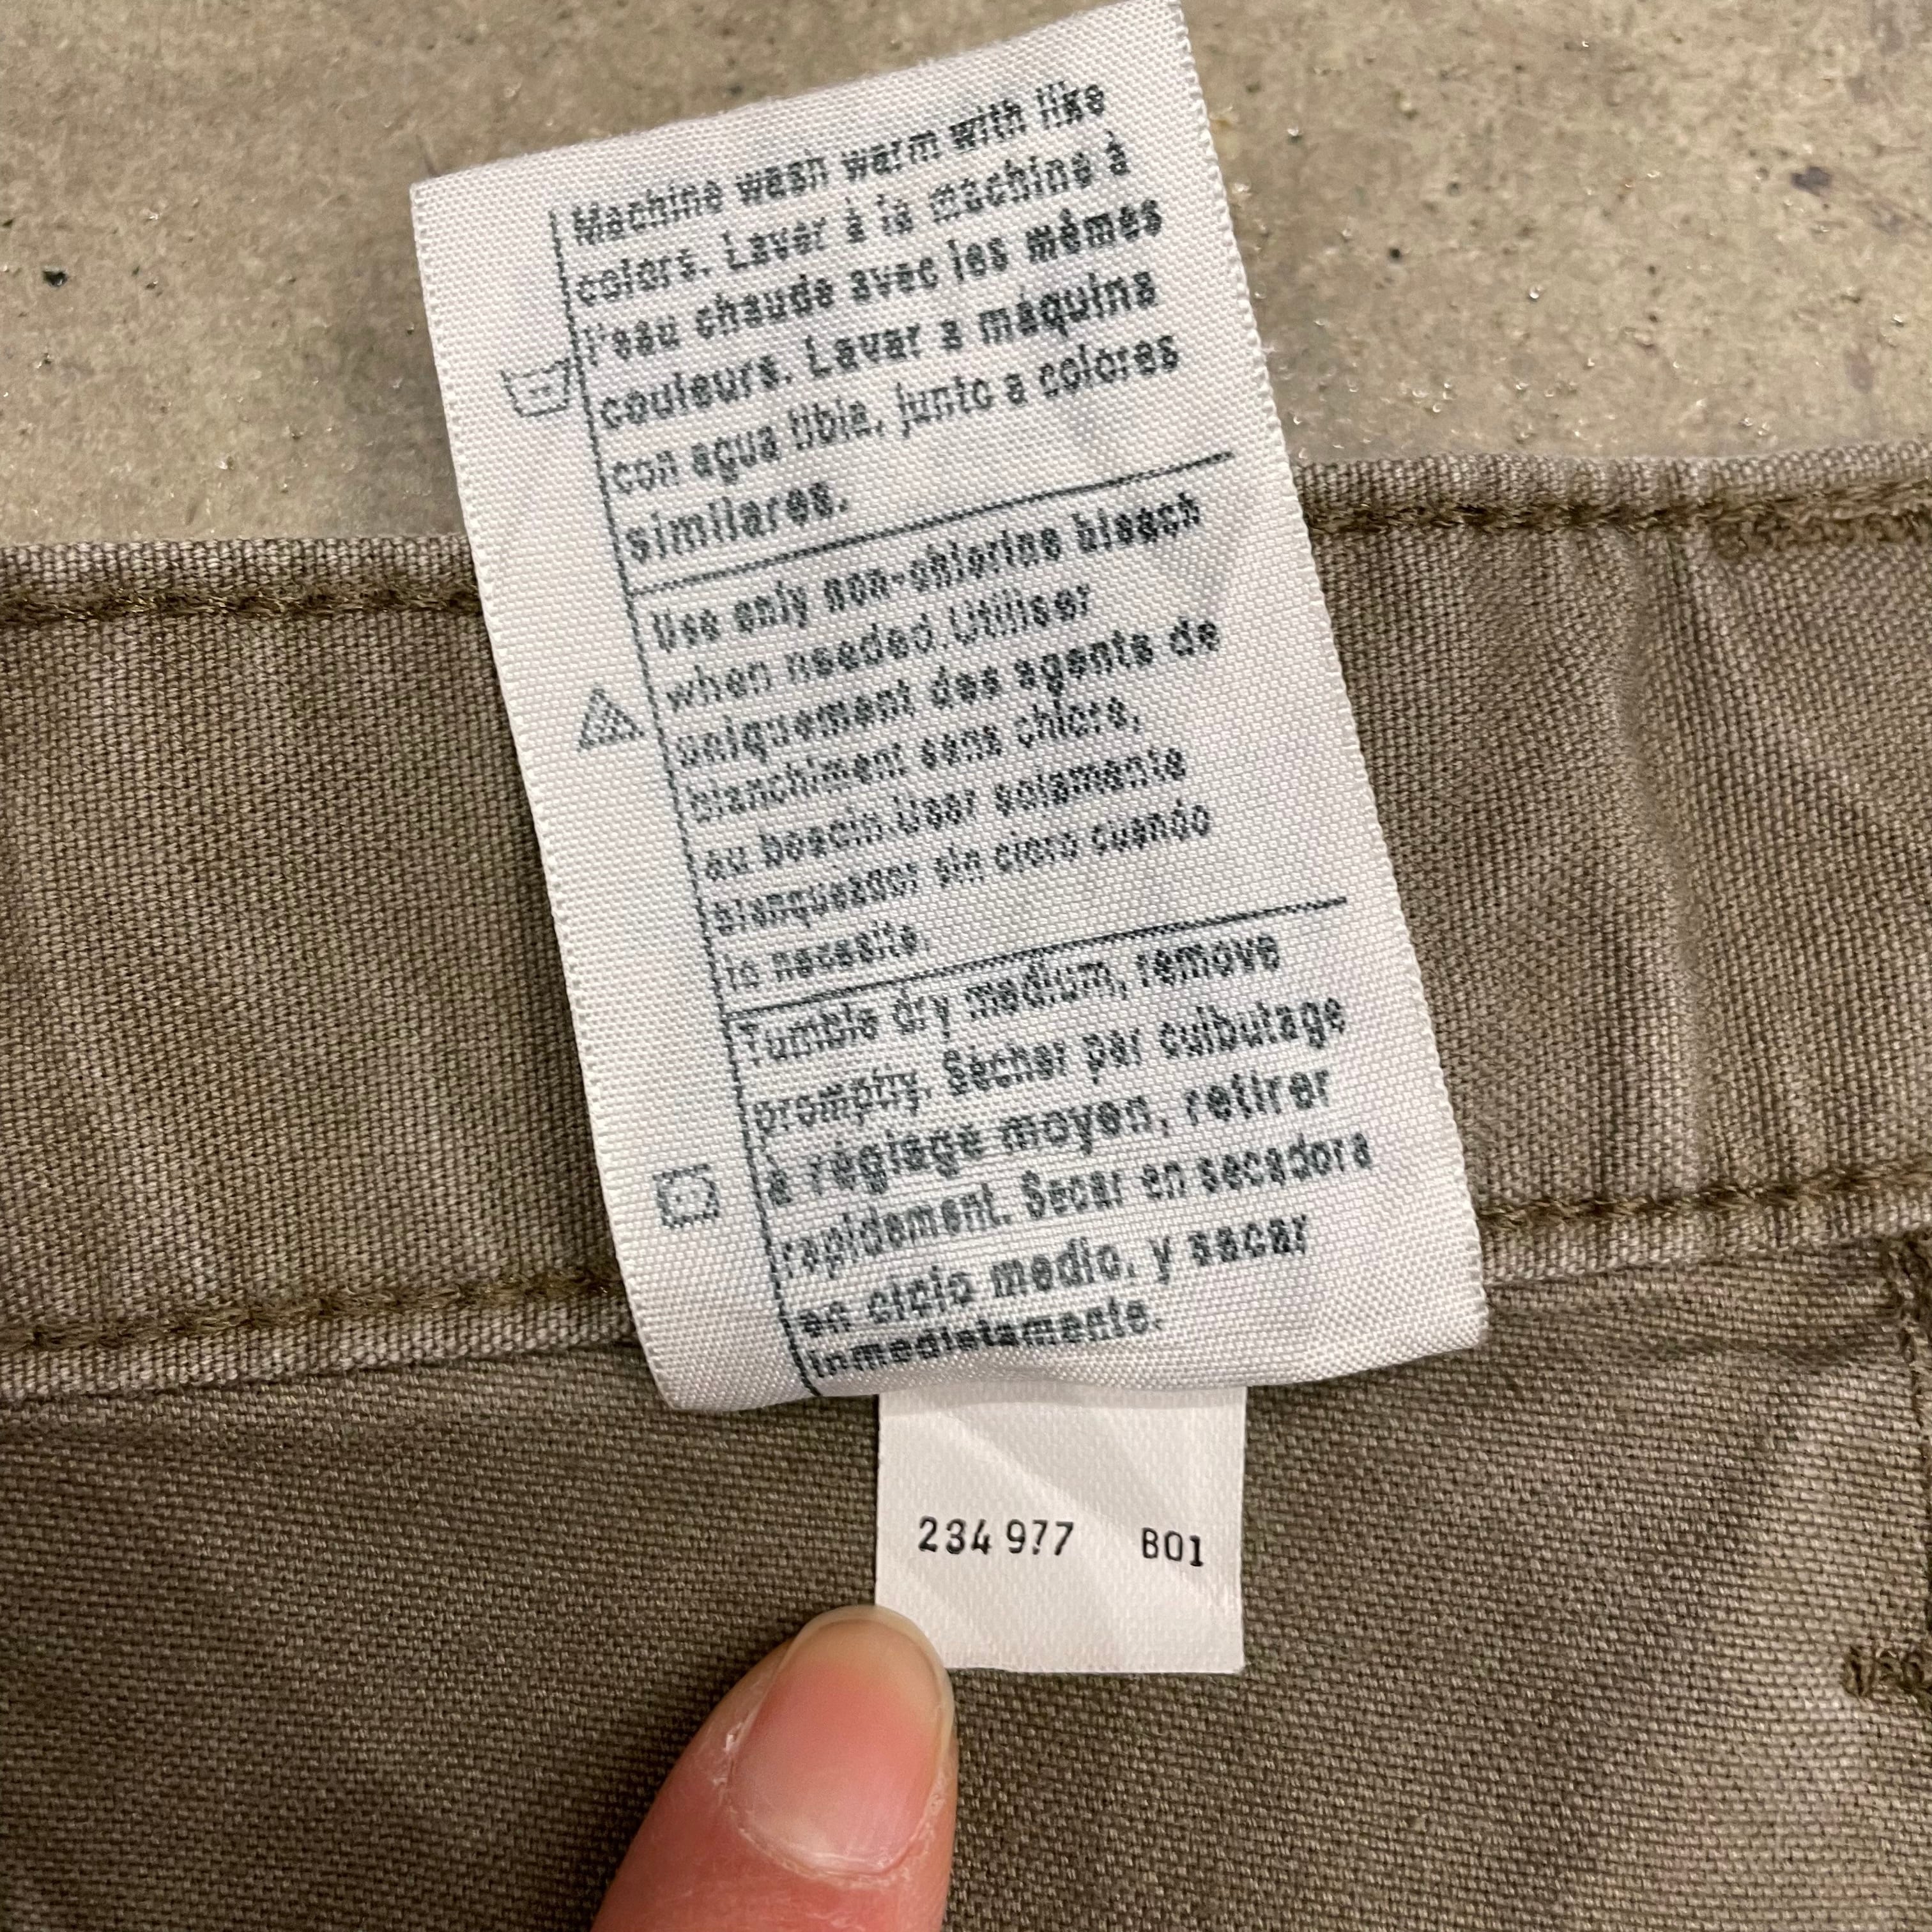 Machine wash warm with like
colors. Laver à la machine à
l'eau chaude avec les mêmes
couleurs. Lavar a maquina
con agua tibia, junto a colores
similares.
Use only non-chlorine bleach
when needed.Utiliser
uniquement des agents de
blanchiment sans chlore,
au besoin.Usar solamente
blanqueador sin cloro cuando
lo necesite.
Tumble dry medium, remove
promptly. Sécher par culbutage
à réglage moyen, retirer
rapidement. Secar en secadora
en ciclo medio, y sacar
inmediatamente.
234 977 B01